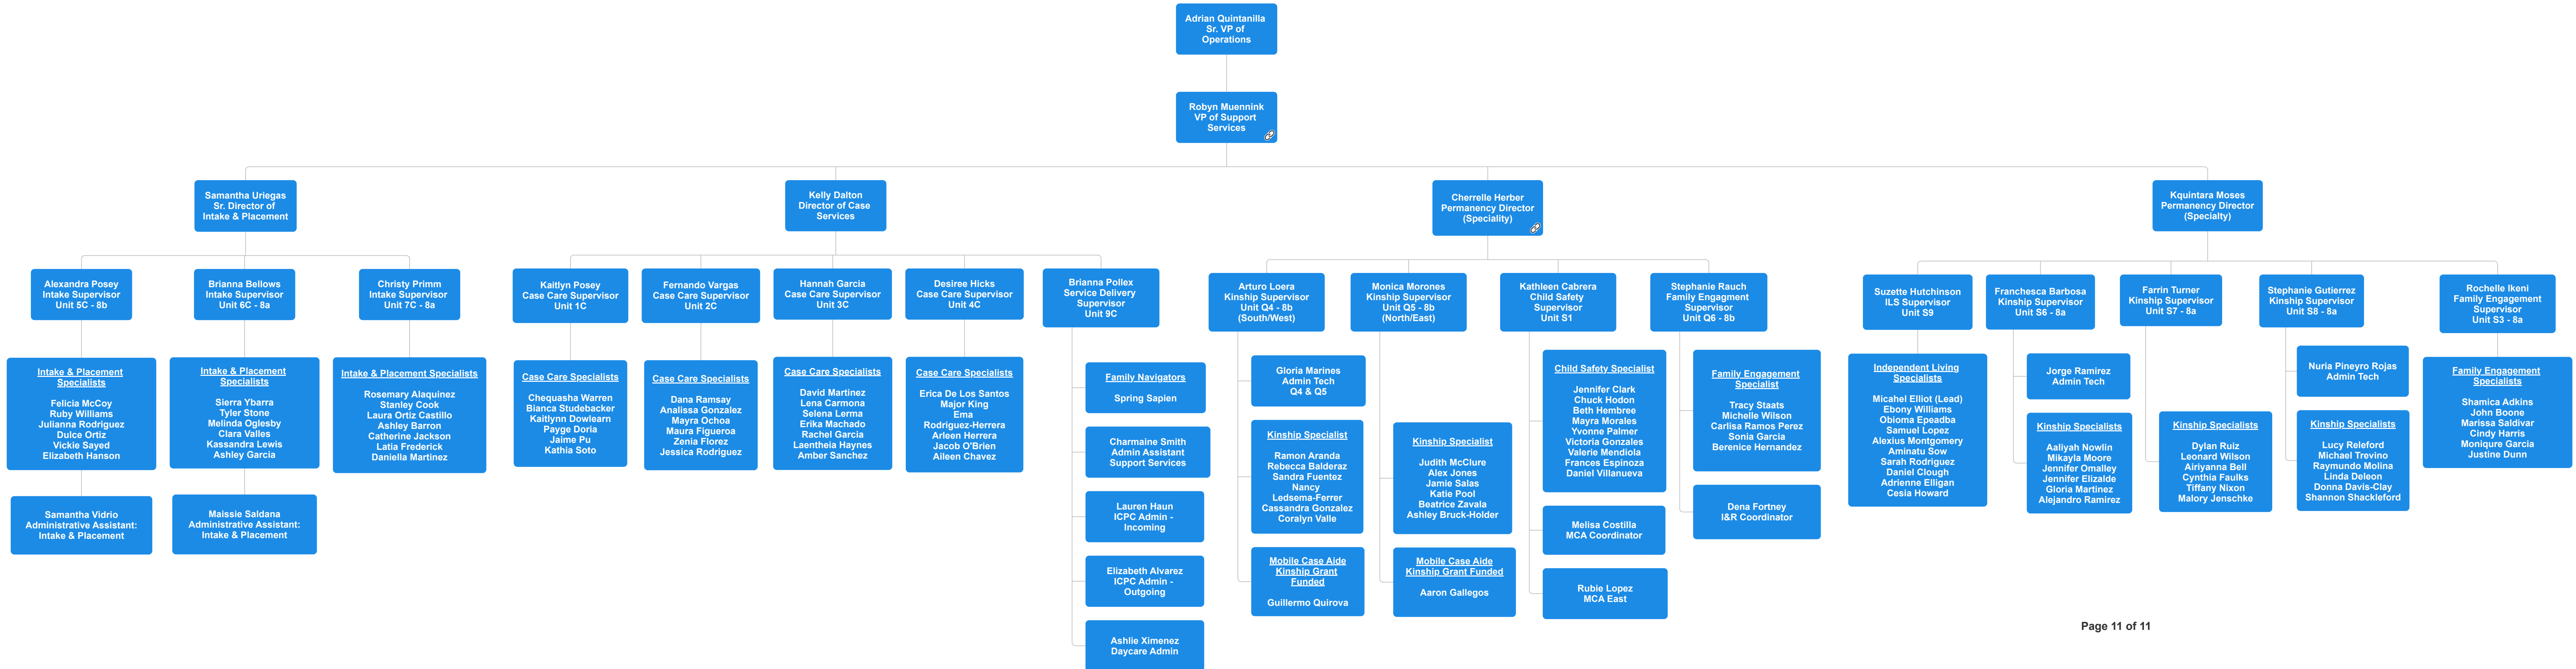 Adrian Quintanilla
Sr. VP of
Operations
Robyn Muennink
VP of Support
Services
Samantha Uriegas
Sr. Director of
Intake & Placement
Kelly Dalton
Director of Case
Services
Cherrelle Herber
Permanency Director
(Speciality)
Kquintara Moses
Permanency Director
(Specialty)
Alexandra Posey
Intake Supervisor
Unit 5C - 8b
Brianna Bellows
Intake Supervisor
Unit 6C - 8a
Christy Primm
Intake Supervisor
Unit 7C - 8a
Kaitlyn Posey
Case Care Supervisor
Unit 1C
Fernando Vargas
Case Care Supervisor
Unit 2C
Hannah Garcia
Case Care Supervisor
Unit 3C
Desiree Hicks
Case Care Supervisor
Unit 4C
Brianna Pollex
Service Delivery
Supervisor
Unit 9C
Arturo Loera
Kinship Supervisor
Unit Q4 - 8b
(South/West)
Monica Morones
Kinship Supervisor
Unit Q5 - 8b
(North/East)
Kathleen Cabrera
Child Safety
Supervisor
Unit S1
Stephanie Rauch
Family Engagment
Supervisor
Unit Q6 - 8b
Suzette Hutchinson
ILS Supervisor
Unit S9
Franchesca Barbosa
Kinship Supervisor
Unit S6 - 8a
Farrin Turner
Kinship Supervisor
Unit S7 - 8a
Stephanie Gutierrez
Kinship Supervisor
Unit S8 - 8a
Rochelle Ikeni
Family Engagement
Supervisor
Unit S3 - 8a
Intake & Placement
Specialists
Felicia McCoy
Ruby Williams
Julianna Rodriguez
Dulce Ortiz
Vickie Sayed
Elizabeth Hanson
Samantha Vidrio
Administrative Assistant:
Intake & Placement
Intake & Placement
Specialists
Sierra Ybarra
Tyler Stone
Melinda Oglesby
Clara Valles
Kassandra Lewis
Ashley Garcia
Maissie Saldana
Administrative Assistant:
Intake & Placement
Intake & Placement Specialists
Rosemary Alaquinez
Stanley Cook
Laura Ortiz Castillo
Ashley Barron
Catherine Jackson
Latia Frederick
Daniella Martinez
Case Care Specialists
Chequasha Warren
Bianca Studebacker
Kaitlynn Dowlearn
Payge Doria
Jaime Pu
Kathia Soto
Case Care Specialists
Dana Ramsay
Analissa Gonzalez
Mayra Ochoa
Maura Figueroa
Zenia Florez
Jessica Rodriguez
Case Care Specialists
David Martinez
Lena Carmona
Selena Lerma
Erika Machado
Rachel Garcia
Laentheia Haynes
Amber Sanchez
Case Care Specialists
Erica De Los Santos
Major King
Ema
Rodriguez-Herrera
Arleen Herrera
Jacob O'Brien
Aileen Chavez
Family Navigators
Spring Sapien
Charmaine Smith
Admin Assistant
Support Services
Lauren Haun
ICPC Admin -
Incoming
Elizabeth Alvarez
ICPC Admin -
Outgoing
Ashlie Ximenez
Daycare Admin
Gloria Marines
Admin Tech
Q4 & Q5
Kinship Specialist
Ramon Aranda
Rebecca Balderaz
Sandra Fuentez
Nancy
Ledsema-Ferrer
Cassandra Gonzalez
Coralyn Valle
Mobile Case Aide
Kinship Grant
Funded
Guillermo Quirova
Kinship Specialist
Judith McClure
Alex Jones
Jamie Salas
Katie Pool
Beatrice Zavala
Ashley Bruck-Holder
Mobile Case Aide
Kinship Grant Funded
Aaron Gallegos
Child Safety Specialist
Jennifer Clark
Chuck Hodon
Beth Hembree
Mayra Morales
Yvonne Palmer
Victoria Gonzales
Valerie Mendiola
Frances Espinoza
Daniel Villanueva
Melisa Costilla
MCA Coordinator
Rubie Lopez
MCA East
Family Engagement
Specialist
Tracy Staats
Michelle Wilson
Carlisa Ramos Perez
Sonia Garcia
Berenice Hernandez
Dena Fortney
I&R Coordinator
Independent Living
Specialists
Micahel Elliot (Lead)
Ebony Williams
Obioma Epeadba
Samuel Lopez
Alexius Montgomery
Aminatu Sow
Sarah Rodriguez
Daniel Clough
Adrienne Elligan
Cesia Howard
Jorge Ramirez
Admin Tech
Kinship Specialists
Aaliyah Nowlin
Mikayla Moore
Jennifer Omalley
Jennifer Elizalde
Gloria Martinez
Alejandro Ramirez
Kinship Specialists
Dylan Ruiz
Leonard Wilson
Airiyanna Bell
Cynthia Faulks
Tiffany Nixon
Malory Jenschke
Nuria Pineyro Rojas
Admin Tech
Kinship Specialists
Lucy Releford
Michael Trevino
Raymundo Molina
Linda Deleon
Donna Davis-Clay
Shannon Shackleford
Family Engagement
Specialists
Shamica Adkins
John Boone
Marissa Saldivar
Cindy Harris
Moniqure Garcia
Justine Dunn
Page 11 of 11